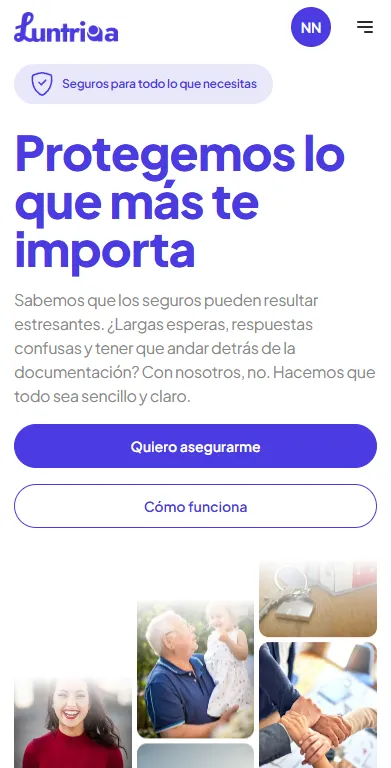 Luntriqa
NN
Seguros para todo lo que necesitas
Protegemos lo
que más te
importa
Sabemos que los seguros pueden resultar
estresantes. ¿Largas esperas, respuestas
confusas y tener que andar detrás de la
documentación? Con nosotros, no. Hacemos que
todo sea sencillo y claro.
Quiero asegurarme
Cómo funciona